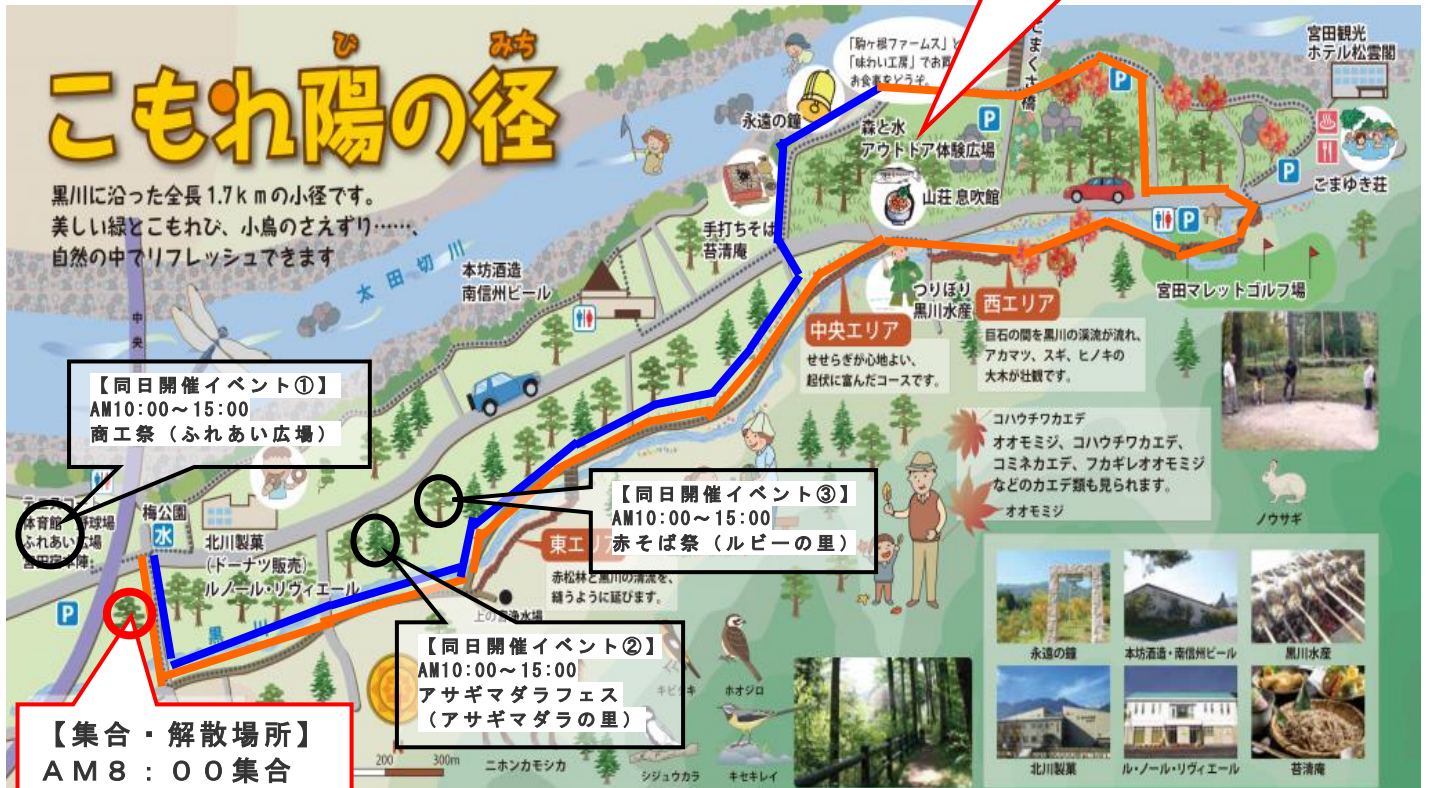 こもれ陽の径
び
みち
黒川に沿った全長1.7kmの小径です。
美しい緑とこもれび、小鳥のさえずり……、
自然の中でリフレッシュできます
「駒ヶ根ファームス」と
「味わい工房」でお買
お食事をどうぞ。
こまくさ橋
宮田観光
ホテル松雲閣
永遠の鐘
森と水
アウトドア体験広場
P
P
P
こまゆき荘
山荘 息吹館
手打ちそば
苔清庵
P
太田切川
本坊酒造
南信州ビール
つりぼり
黒川水産
宮田マレットゴルフ場
中央エリア
せせらぎが心地よい、
起伏に富んだコースです。
西エリア
巨石の間を黒川の渓流が流れ、
アカマツ、スギ、ヒノキの
大木が壮観です。
中央
【同日開催イベント①】
AM10:00～15:00
商工祭（ふれあい広場）
コハウチワカエデ
オオモミジ、コハウチワカエデ、
コミネカエデ、フカギレオオモミジ
などのカエデ類も見られます。
オオモミジ
ノウサギ
体育館
野球場
ふれあい広場
梅公園
水
北川製菓
(ドーナツ販売)
ルノール・リヴィエール
【同日開催イベント③】
AM10:00～15:00
赤そば祭（ルビーの里）
東エリ
赤松林と黒川の清流を、
縫うように延びます。
P
黒川
【同日開催イベント②】
AM10:00～15:00
アサギマダラフェス
（アサギマダラの里）
ホオジロ
【集合・解散場所】
AM8：00集合
200
300m
ニホンカモシカ
シジュウカラ
キセキレイ
永遠の鐘
本坊酒造・南信州ビール
黒川水産
北川製菓
ル・ノール・リヴィエール
苔清庵